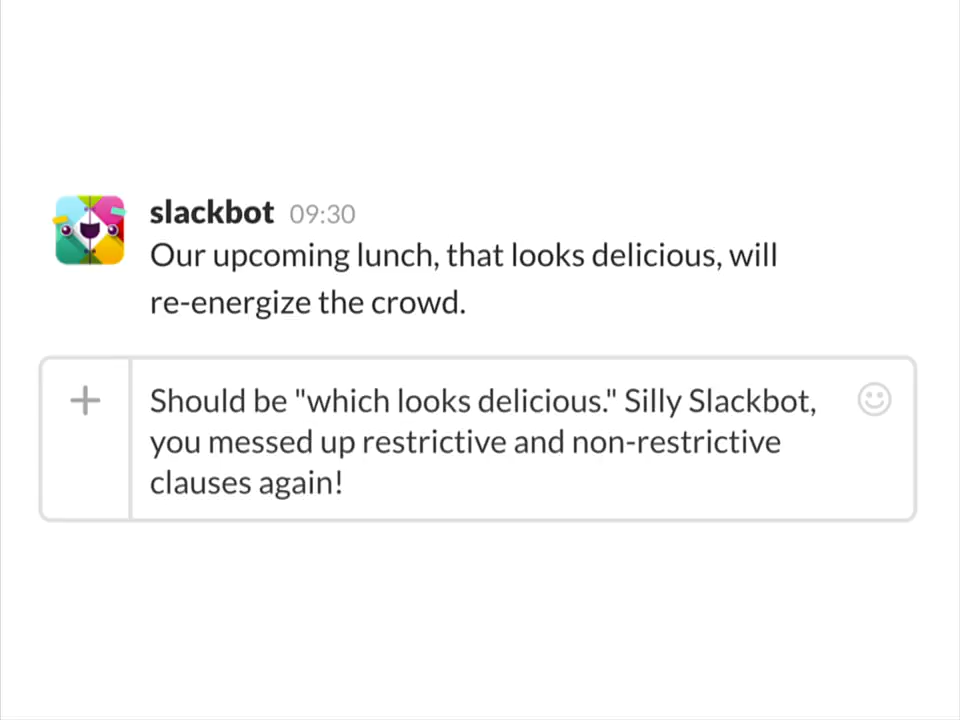 slackbot 09:30
Our upcoming lunch, that looks delicious, will
re-energize the crowd.
Should be "which looks delicious." Silly Slackbot,
you messed up restrictive and non-restrictive
clauses again!